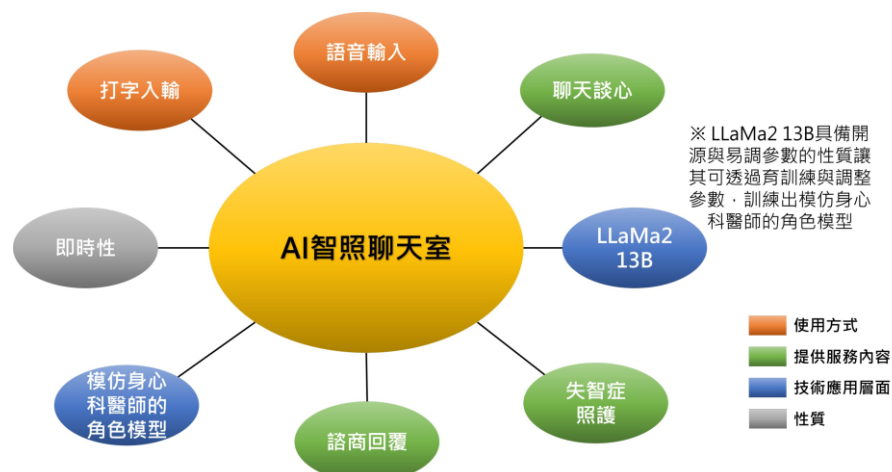 語音輸入
打字入輸
聊天談心
※ LLaMa2 13B具備開
源與易調參數的性質讓
其可透過育訓練與調整
參數，訓練出模仿身心
科醫師的角色模型
AI智照聊天室
即時性
LLaMa2
13B
使用方式
提供服務內容
技術應用層面
性質
模仿身心
科醫師的
角色模型
失智症
照護
諮商回覆